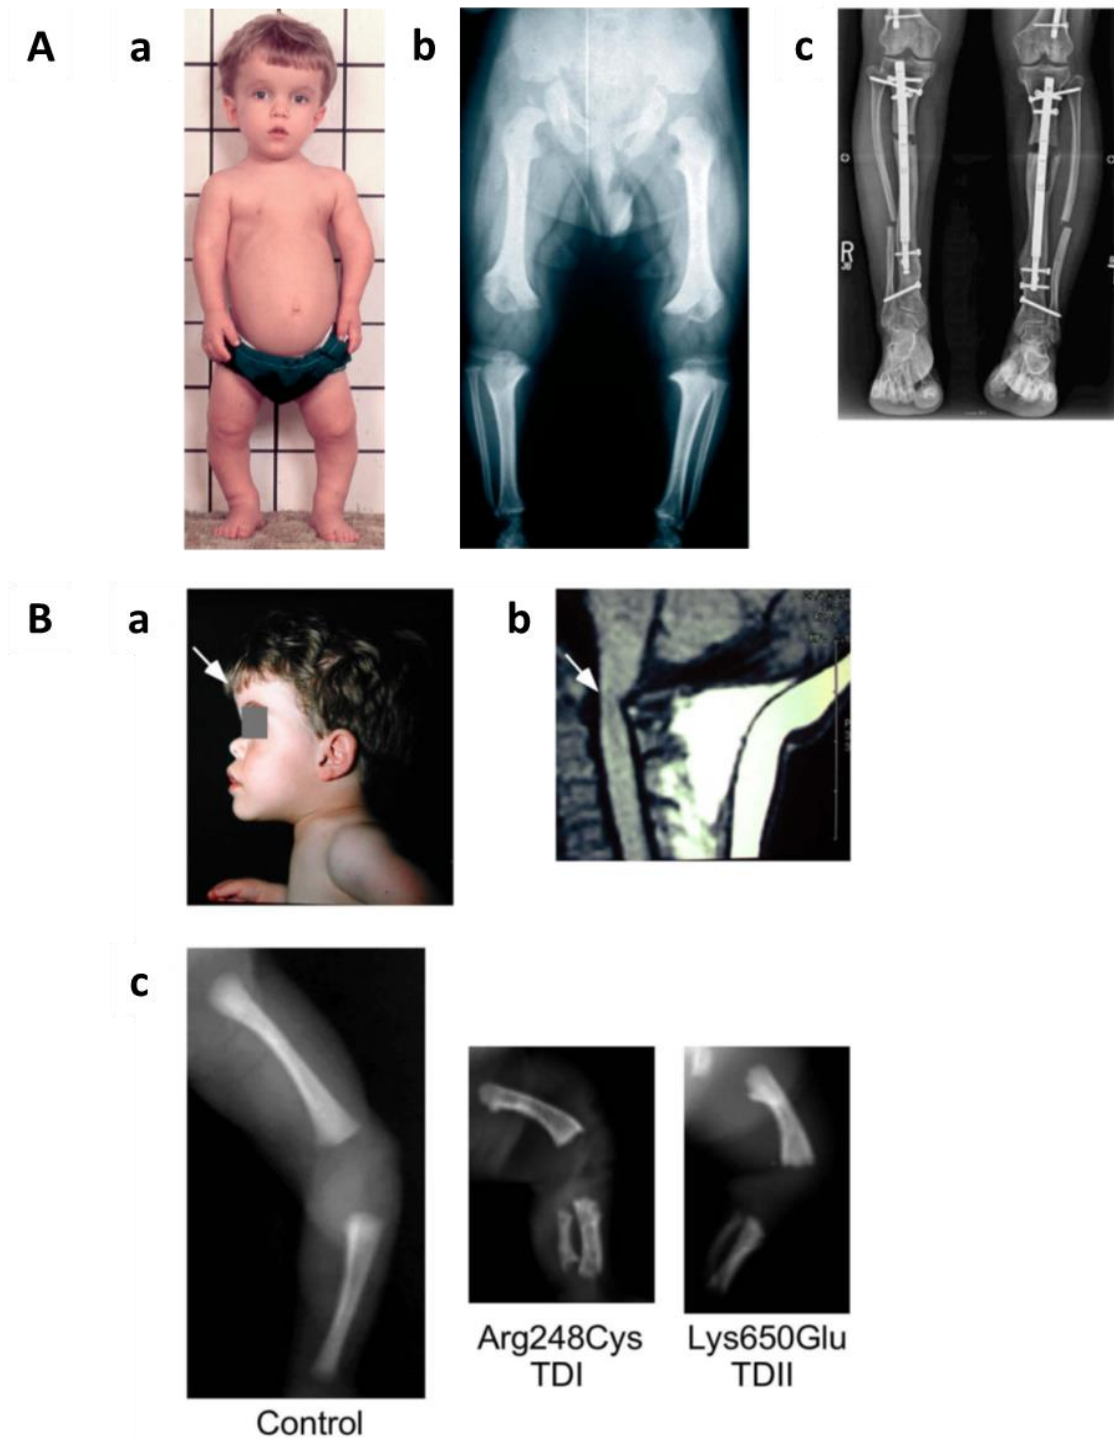 A a b c
R
B a b
c
Arg248Cys Lys650Glu
TDI TDII
Control